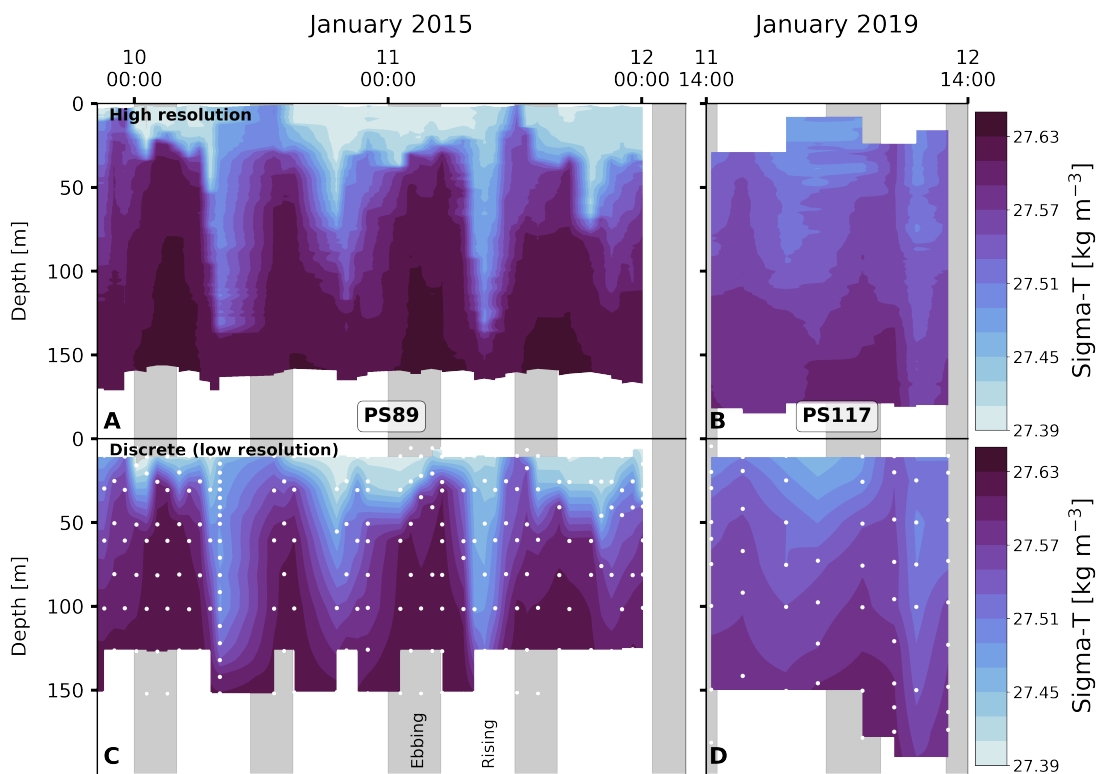 January 2015
January 2019
10
00:00
11
00:00
12
00:00
11
14:00
12
14:00
High resolution
0
50
100
150
Depth [m]
A
PS89
B
PS117
27.63
27.57
27.51
27.45
27.39
Sigma-T [kg m⁻³]
Discrete (low resolution)
0
50
100
150
Depth [m]
C
Ebbing
Rising
D
27.63
27.57
27.51
27.45
27.39
Sigma-T [kg m⁻³]